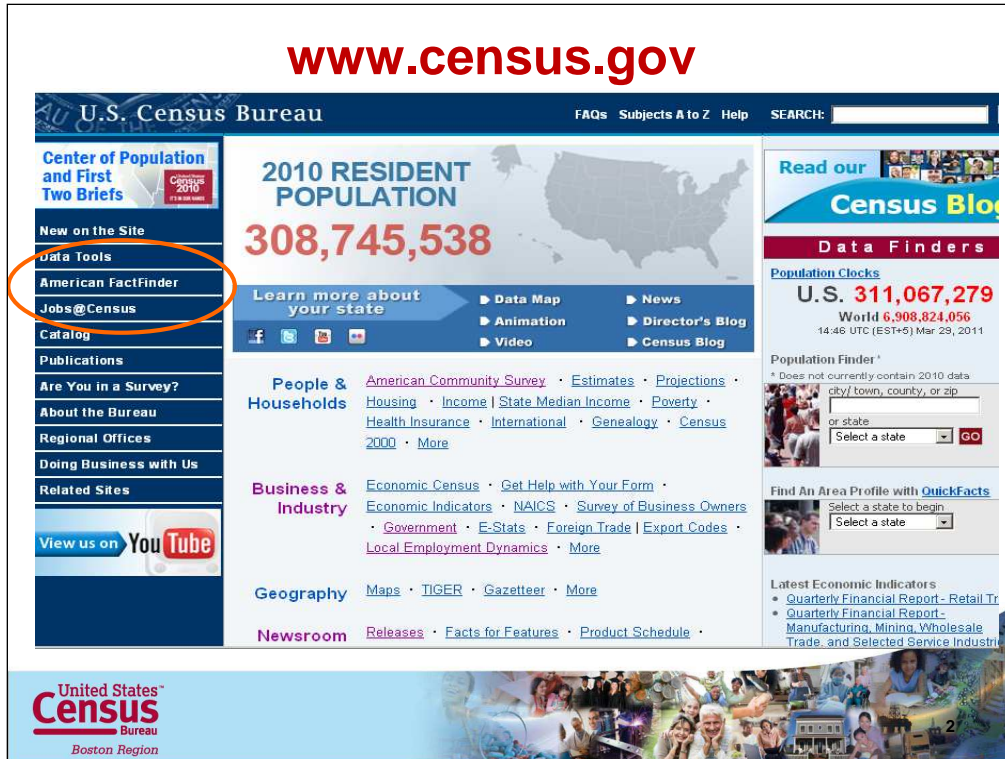 www.census.gov
U.S. Census Bureau
FAQs Subjects A to Z Help SEARCH:
Center of Population
and First
Two Briefs
Census
2010
IT'S IN OUR HANDS
New on the Site
Data Tools
American FactFinder
Jobs@Census
Catalog
Publications
Are You in a Survey?
About the Bureau
Regional Offices
Doing Business with Us
Related Sites
View us on YouTube
2010 RESIDENT
POPULATION
308,745,538
Learn more about
your state
Data Map
Animation
Video
News
Director's Blog
Census Blog
People &
Households
American Community Survey · Estimates · Projections ·
Housing · Income | State Median Income · Poverty ·
Health Insurance · International · Genealogy · Census
2000 · More
Business &
Industry
Economic Census · Get Help with Your Form ·
Economic Indicators · NAICS · Survey of Business Owners
· Government · E-Stats · Foreign Trade | Export Codes ·
Local Employment Dynamics · More
Geography
Maps · TIGER · Gazetteer · More
Newsroom
Releases · Facts for Features · Product Schedule ·
Read our
Census Blo
Data Finders
Population Clocks
U.S. 311,067,279
World 6,908,824,056
14:46 UTC (EST+5) Mar 29, 2011
Population Finder*
* Does not currently contain 2010 data
city/ town, county, or zip
or state
Select a state GO
Find An Area Profile with QuickFacts
Select a state to begin
Select a state
Latest Economic Indicators
• Quarterly Financial Report - Retail Tr
• Quarterly Financial Report -
Manufacturing, Mining, Wholesale
Trade, and Selected Service Industri
United States™
Census
Bureau
Boston Region
2